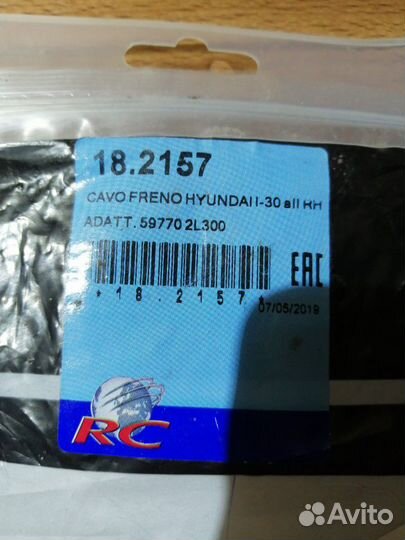 18.2157
CAVO FRENO HYUNDAI I-30 all RH
ADATT. 59770 2L300
EAC
*18.2157*
07/05/2019
RC
Avito